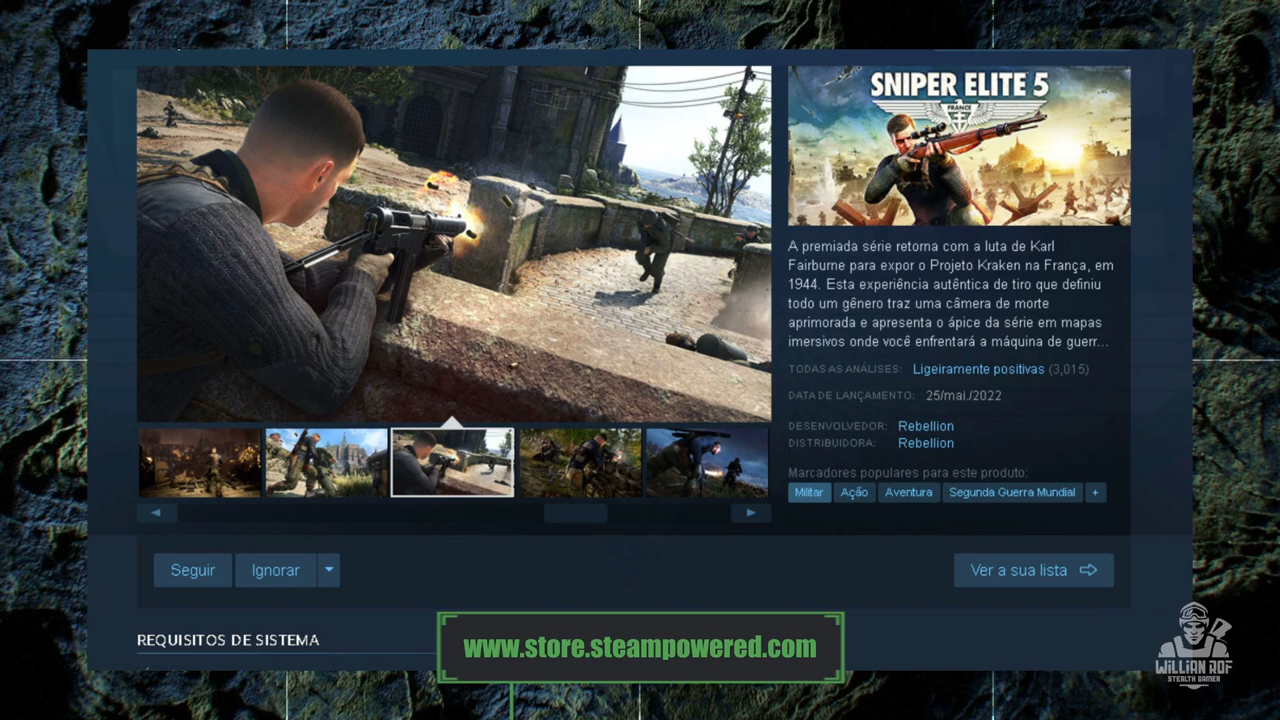 SNIPER ELITE 5
FRANCE
A premiada série retorna com a luta de Karl
Fairburne para expor o Projeto Kraken na França, em
1944. Esta experiência autêntica de tiro que definiu
todo um gênero traz uma câmera de morte
aprimorada e apresenta o ápice da série em mapas
imersivos onde você enfrentará a máquina de guerr...
TODAS AS ANÁLISES: Ligeiramente positivas (3,015)
DATA DE LANÇAMENTO: 25/mai./2022
DESENVOLVEDOR: Rebellion
DISTRIBUIDORA: Rebellion
Marcadores populares para este produto:
Militar Ação Aventura Segunda Guerra Mundial +
Seguir Ignorar Ver a sua lista
REQUISITOS DE SISTEMA
www.store.steampowered.com
WILLIAN ROF
STEALTH GAMER